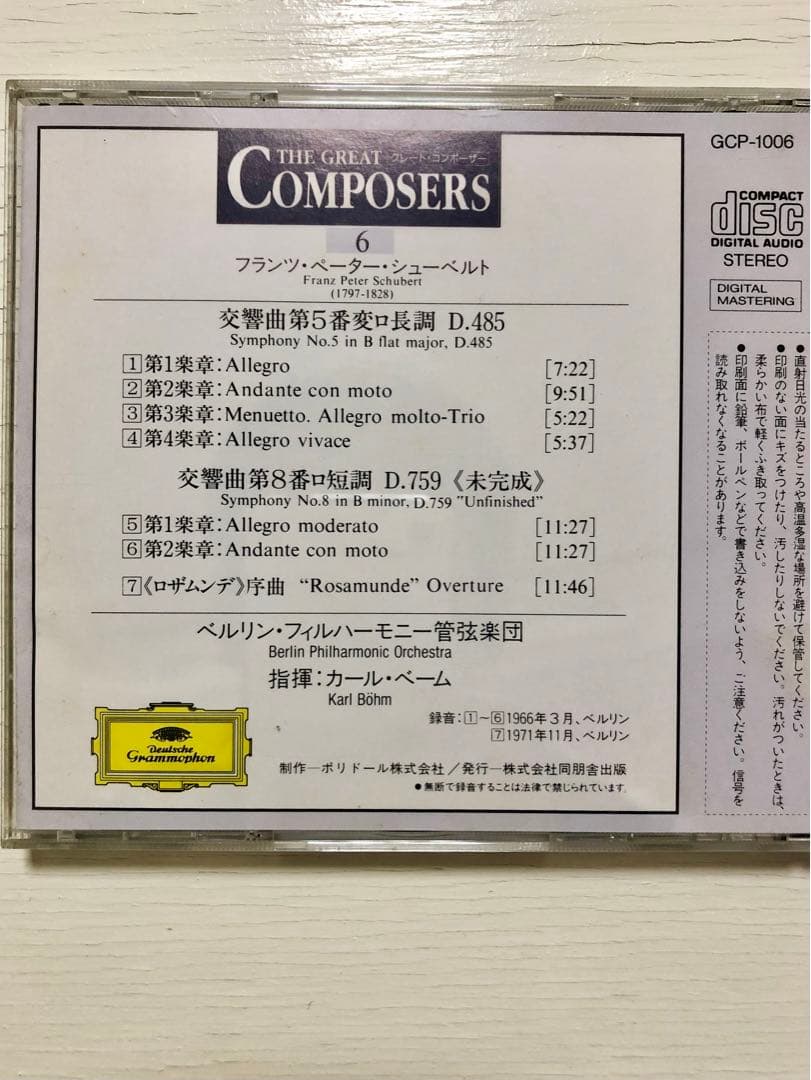 THE GREAT グレート・コンポーザー
COMPOSERS
6
フランツ・ペーター・シューベルト
Franz Peter Schubert
(1797-1828)
交響曲第5番変ロ長調 D.485
Symphony No.5 in B flat major, D.485
1 第1楽章:Allegro [7:22]
2 第2楽章:Andante con moto [9:51]
3 第3楽章:Menuetto. Allegro molto-Trio [5:22]
4 第4楽章:Allegro vivace [5:37]
交響曲第8番ロ短調 D.759《未完成》
Symphony No.8 in B minor, D.759 "Unfinished"
5 第1楽章:Allegro moderato [11:27]
6 第2楽章:Andante con moto [11:27]
7《ロザムンデ》序曲 "Rosamunde" Overture [11:46]
ベルリン・フィルハーモニー管弦楽団
Berlin Philharmonic Orchestra
指揮:カール・ベーム
Karl Böhm
録音:1~6 1966年3月、ベルリン
7 1971年11月、ベルリン
Deutsche
Grammophon
制作─ポリドール株式会社/発行─株式会社同朋舎出版
●無断で録音することは法律で禁じられています。
GCP-1006
COMPACT
disc
DIGITAL AUDIO
STEREO
DIGITAL
MASTERING
●直射日光の当たるところや高温多湿な場所を避けて保管してください。
●印刷のない面にキズをつけたり、汚したりしないでください。汚れがついたときは、
柔らかい布で軽くふき取ってください。
●印刷面に鉛筆、ボールペンなどで書き込みをしないよう、ご注意ください。信号を
読み取れなくなることがあります。